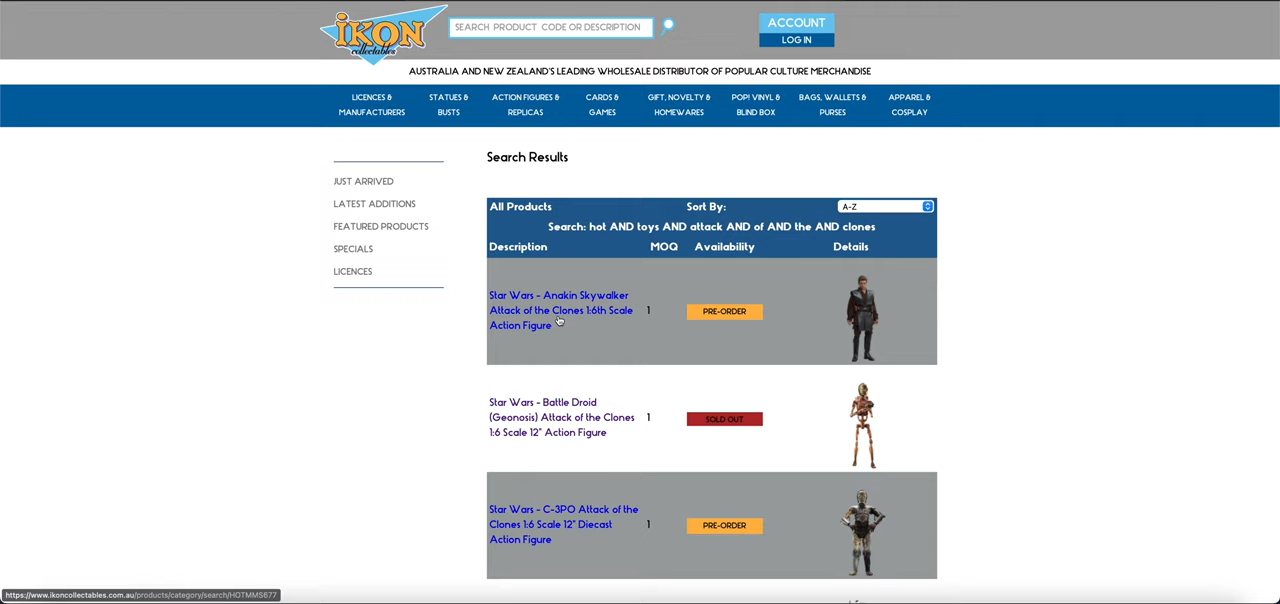 iKON
collectables
SEARCH PRODUCT CODE OR DESCRIPTION
ACCOUNT
LOG IN
AUSTRALIA AND NEW ZEALAND'S LEADING WHOLESALE DISTRIBUTOR OF POPULAR CULTURE MERCHANDISE
LICENCES &
MANUFACTURERS
STATUES &
BUSTS
ACTION FIGURES &
REPLICAS
CARDS &
GAMES
GIFT, NOVELTY &
HOMEWARES
POP! VINYL &
BLIND BOX
BAGS, WALLETS &
PURSES
APPAREL &
COSPLAY
JUST ARRIVED
LATEST ADDITIONS
FEATURED PRODUCTS
SPECIALS
LICENCES
Search Results
All Products
Sort By:
A-Z
Search: hot AND toys AND attack AND of AND the AND clones
Description MOQ Availability Details
Star Wars - Anakin Skywalker
Attack of the Clones 1:6th Scale
Action Figure
1
PRE-ORDER
Star Wars - Battle Droid
(Geonosis) Attack of the Clones
1:6 Scale 12" Action Figure
1
SOLD OUT
Star Wars - C-3PO Attack of the
Clones 1:6 Scale 12" Diecast
Action Figure
1
PRE-ORDER
https://www.ikoncollectables.com.au/products/category/search/HOTMMS677